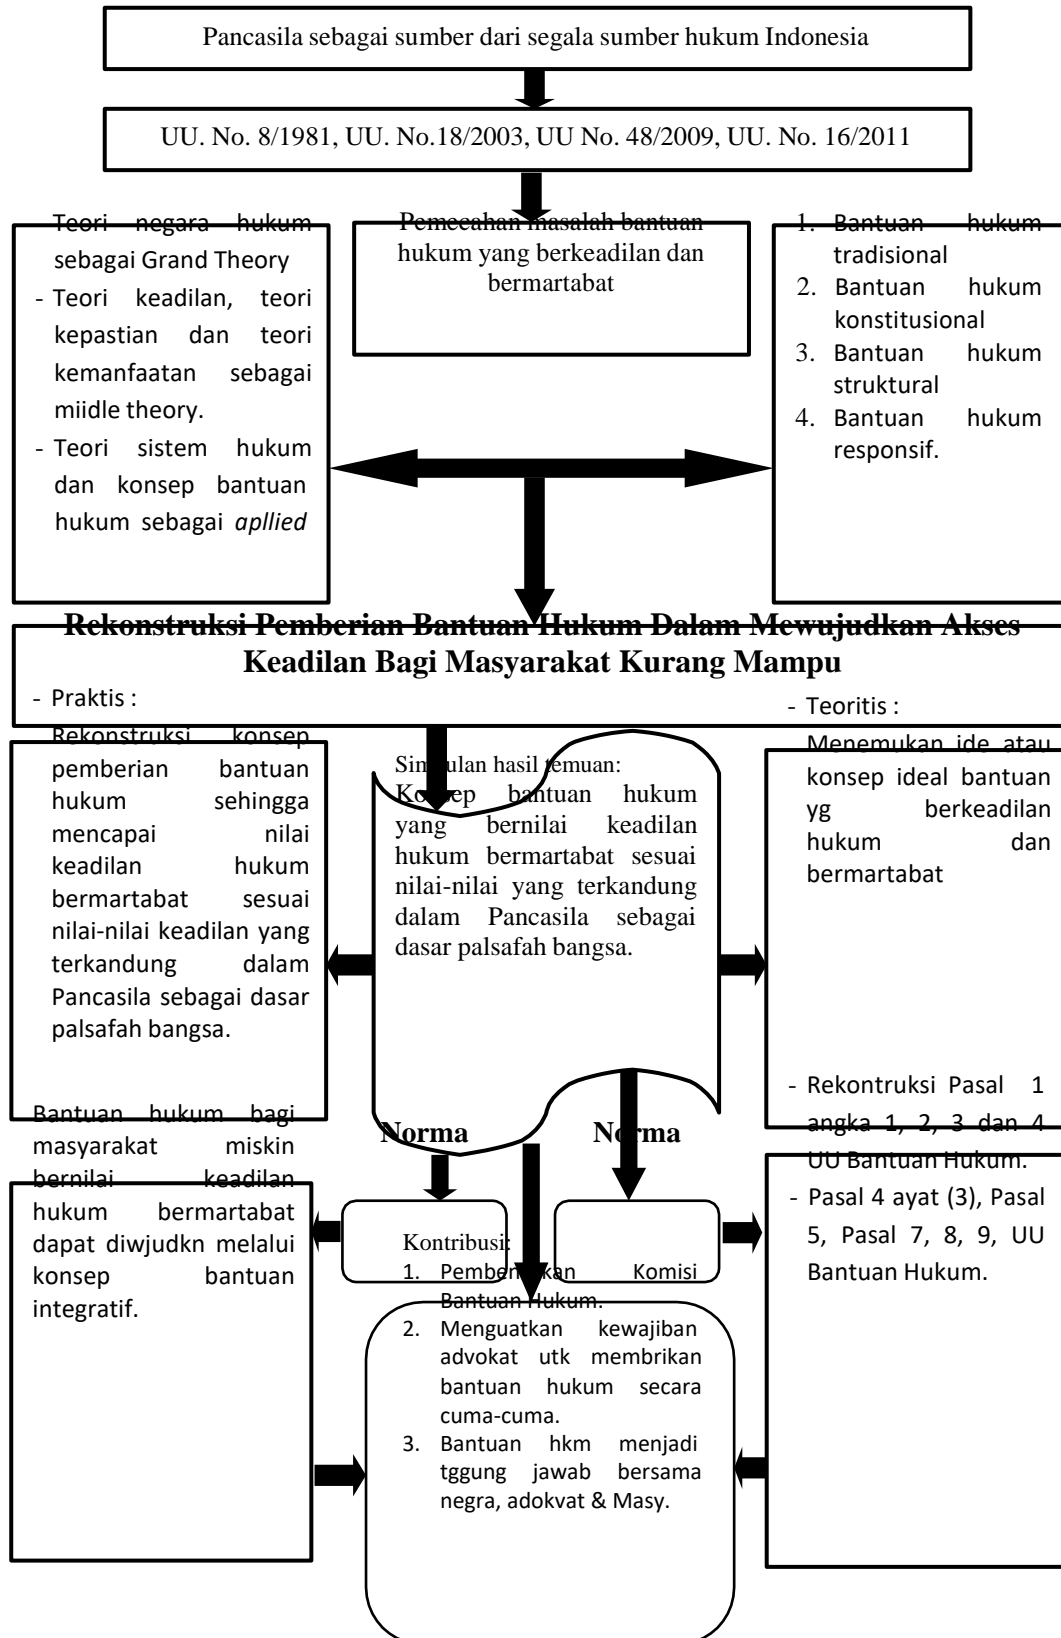 Pancasila sebagai sumber dari segala sumber hukum Indonesia
UU. No. 8/1981, UU. No.18/2003, UU No. 48/2009, UU. No. 16/2011
Teori negara hukum
sebagai Grand Theory
- Teori keadilan, teori
kepastian dan teori
kemanfaatan sebagai
miidle theory.
- Teori sistem hukum
dan konsep bantuan
hukum sebagai apllied
Pemecahan masalah bantuan
hukum yang berkeadilan dan
bermartabat
1. Bantuan hukum
tradisional
2. Bantuan hukum
konstitusional
3. Bantuan hukum
struktural
4. Bantuan hukum
responsif.
Rekonstruksi Pemberian Bantuan Hukum Dalam Mewujudkan Akses
Keadilan Bagi Masyarakat Kurang Mampu
- Praktis :
Rekonstruksi konsep
pemberian bantuan
hukum sehingga
mencapai nilai
keadilan hukum
bermartabat sesuai
nilai-nilai keadilan yang
terkandung dalam
Pancasila sebagai dasar
palsafah bangsa.
Simpulan hasil temuan:
Konsep bantuan hukum
yang bernilai keadilan
hukum bermartabat sesuai
nilai-nilai yang terkandung
dalam Pancasila sebagai
dasar palsafah bangsa.
- Teoritis :
Menemukan ide atau
konsep ideal bantuan
yg berkeadilan
hukum dan
bermartabat
Norma
Norma
Bantuan hukum bagi
masyarakat miskin
bernilai keadilan
hukum bermartabat
dapat diwjudkn melalui
konsep bantuan
integratif.
Kontribusi:
1. Pembentukan Komisi
Bantuan Hukum.
2. Menguatkan kewajiban
advokat utk membrikan
bantuan hukum secara
cuma-cuma.
3. Bantuan hkm menjadi
tggung jawab bersama
negra, adokvat & Masy.
- Rekontruksi Pasal 1
angka 1, 2, 3 dan 4
UU Bantuan Hukum.
- Pasal 4 ayat (3), Pasal
5, Pasal 7, 8, 9, UU
Bantuan Hukum.